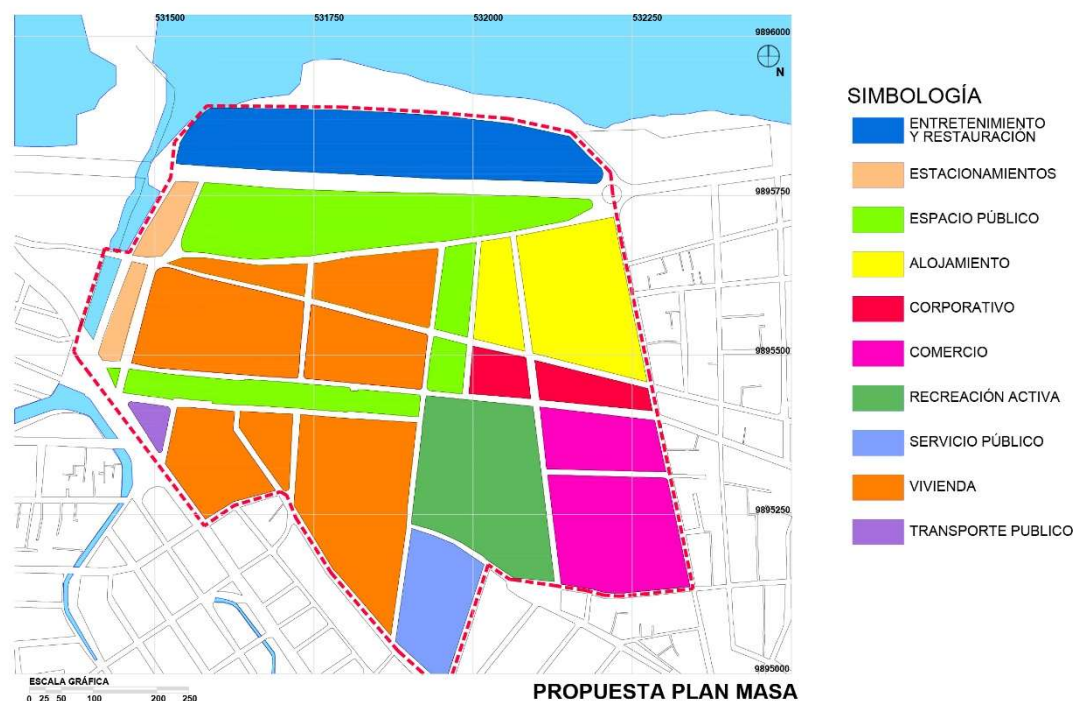 531500 531750 532000 532250
9896000
N
9895750
9895500
9895250
9895000
SIMBOLOGÍA
ENTRETENIMIENTO
Y RESTAURACIÓN
ESTACIONAMIENTOS
ESPACIO PÚBLICO
ALOJAMIENTO
CORPORATIVO
COMERCIO
RECREACIÓN ACTIVA
SERVICIO PÚBLICO
VIVIENDA
TRANSPORTE PUBLICO
ESCALA GRÁFICA
0 25 50 100 200 250
PROPUESTA PLAN MASA